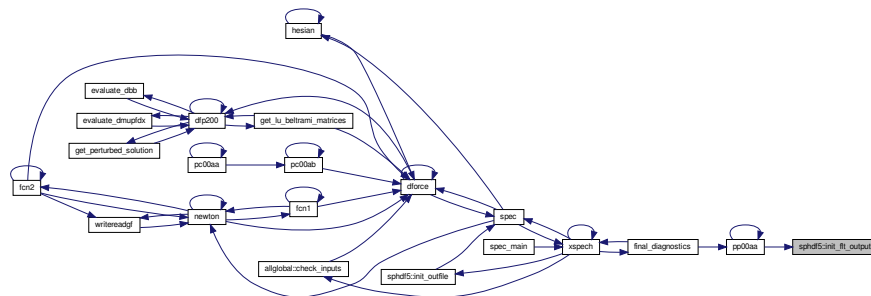 hesian
evaluate_dbb
evaluate_dmupfdx
dfp200
get_lu_beltrami_matrices
get_perturbed_solution
pc00aa
pc00ab
fcn2
dforce
fcn1
spec
newton
writereadgf
spec_main
xspech
final_diagnostics
pp00aa
sphdf5::init_flt_output
allglobal::check_inputs
sphdf5::init_outfile